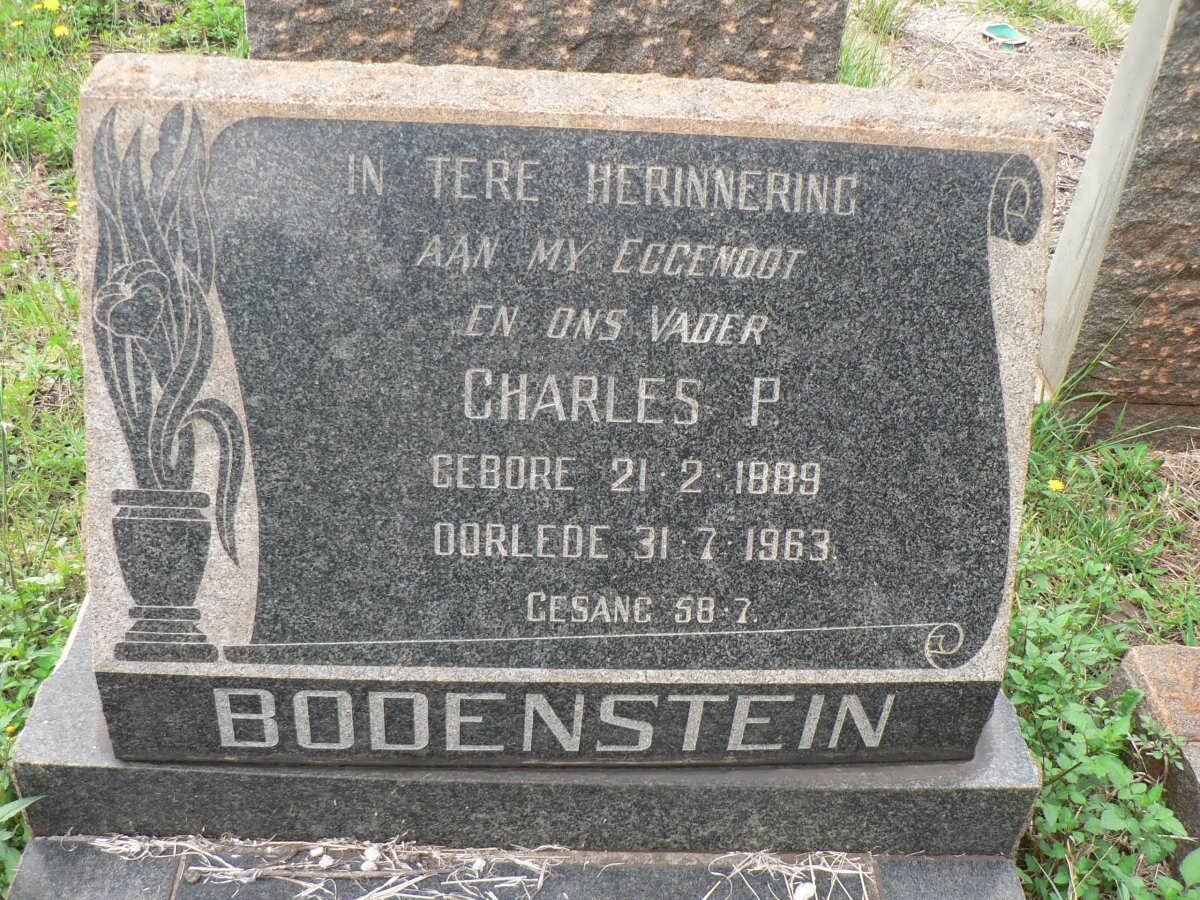 IN TERE HERINNERING
AAN MY EGGENOOT
EN ONS VADER
CHARLES P.
GEBORE 21·2·1889
OORLEDE 31·7·1963.
GESANG 58·7.
BODENSTEIN